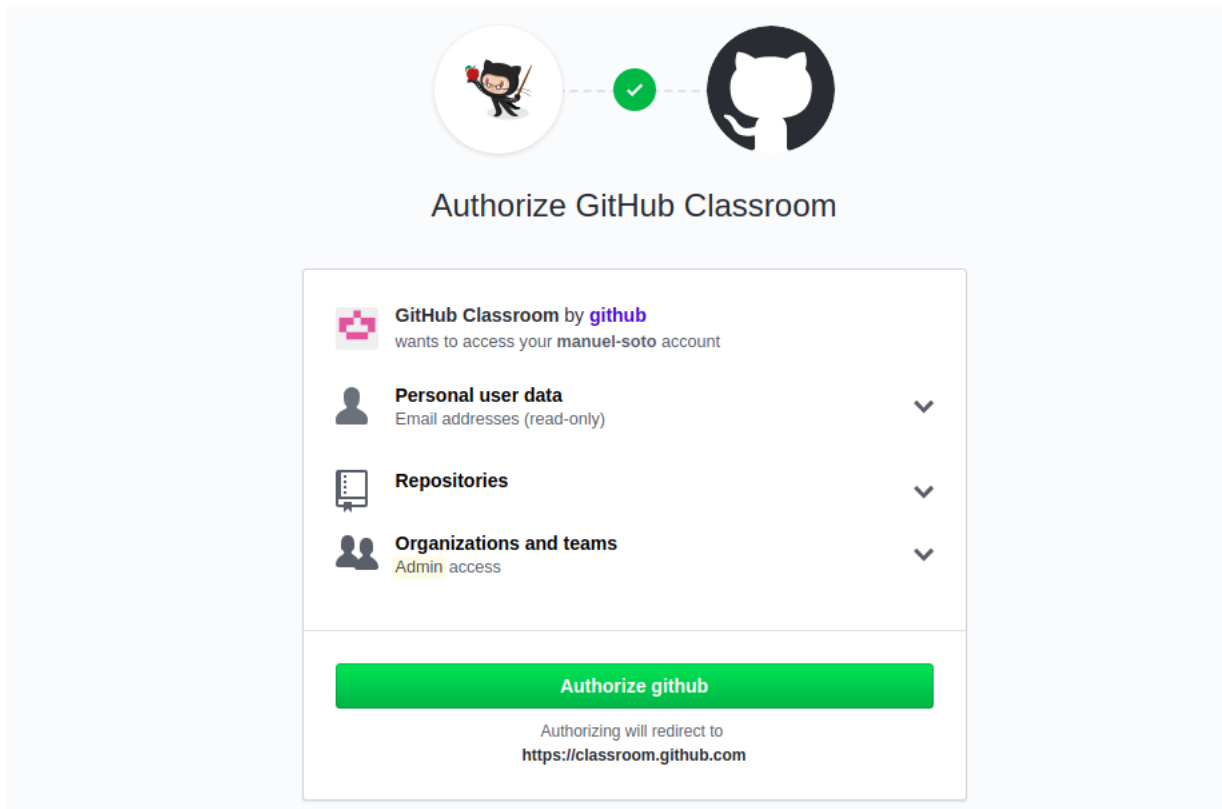 Authorize GitHub Classroom
GitHub Classroom by github
wants to access your manuel-soto account
Personal user data
Email addresses (read-only)
Repositories
Organizations and teams
Admin access
Authorize github
Authorizing will redirect to
https://classroom.github.com